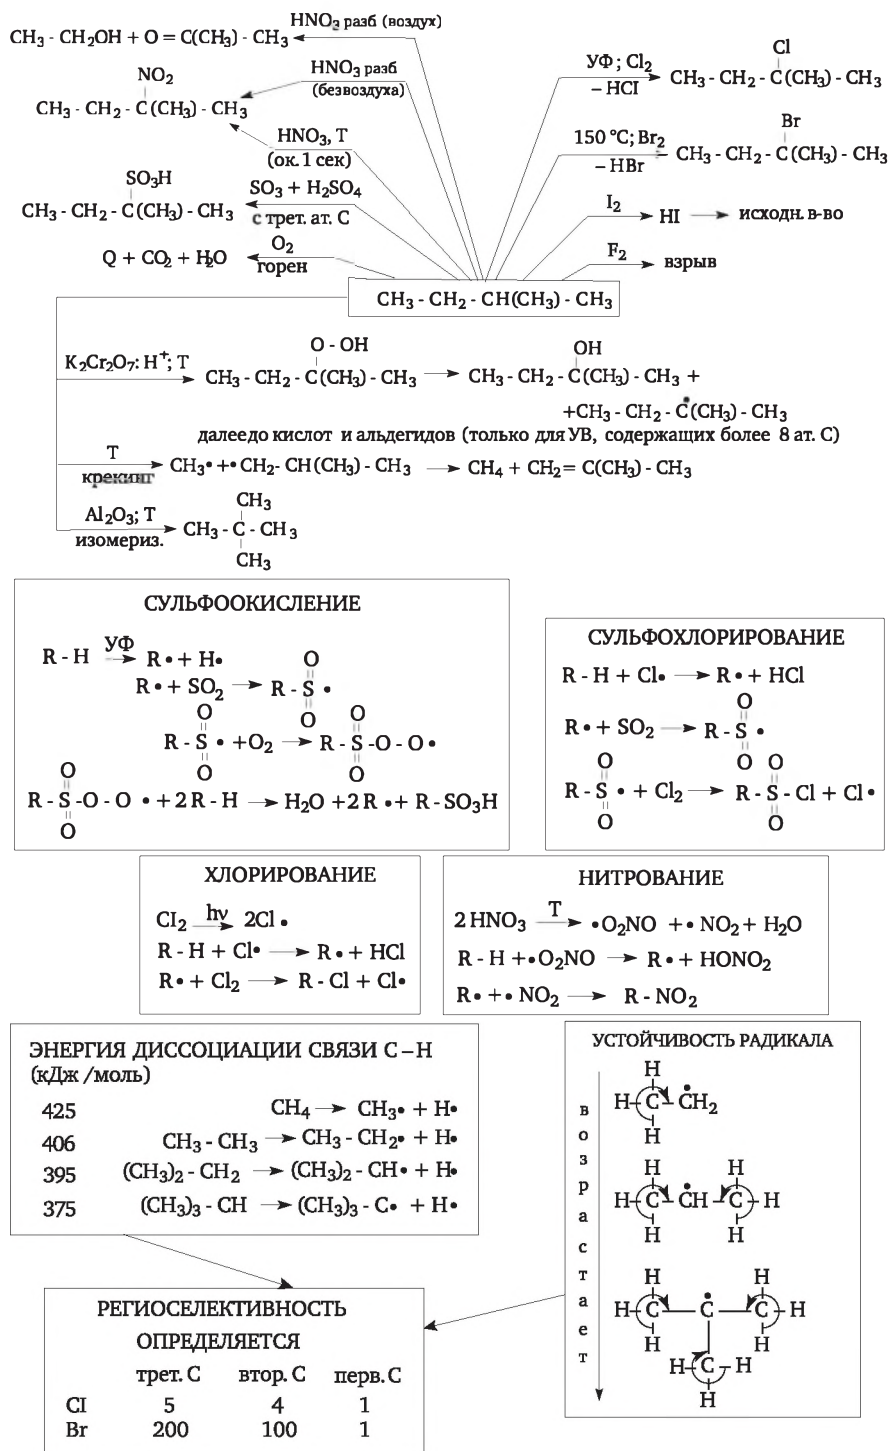 CH₃ - CH₂OH + O = C(CH₃) - CH₃
HNO₃ разб (воздух)
NO₂
CH₃ - CH₂ - C(CH₃) - CH₃
HNO₃ разб
(без воздуха)
HNO₃, T
(ок. 1 сек)
SO₃H
CH₃ - CH₂ - C(CH₃) - CH₃
SO₃ + H₂SO₄
с трет. ат. C
Q + CO₂ + H₂O
O₂
горен
УФ; Cl₂
– HCl
Cl
CH₃ - CH₂ - C(CH₃) - CH₃
150 °C; Br₂
– HBr
Br
CH₃ - CH₂ - C(CH₃) - CH₃
I₂
HI
исходн. в-во
F₂
взрыв
CH₃ - CH₂ - CH(CH₃) - CH₃
K₂Cr₂O₇: H⁺; T
O - OH
CH₃ - CH₂ - C(CH₃) - CH₃
OH
CH₃ - CH₂ - C(CH₃) - CH₃ +
+CH₃ - CH₂ - Ċ(CH₃) - CH₃
далеедо кислот и альдегидов (только для УВ, содержащих более 8 ат. C)
T
крекинг
CH₃• + •CH₂ - CH(CH₃) - CH₃ → CH₄ + CH₂ = C(CH₃) - CH₃
Al₂O₃; T
изомериз.
CH₃
CH₃ - C - CH₃
CH₃
СУЛЬФООКИСЛЕНИЕ
УФ
R - H → R• + H•
O
R• + SO₂ → R - S •
O
O O
R - S • + O₂ → R - S -O - O •
O O
O
R - S -O - O • + 2 R - H → H₂O + 2 R • + R - SO₃H
O
СУЛЬФОХЛОРИРОВАНИЕ
R - H + Cl• → R• + HCl
O
R• + SO₂ → R - S •
O
O O
R - S • + Cl₂ → R - S - Cl + Cl•
O O
ХЛОРИРОВАНИЕ
hν
Cl₂ → 2Cl •
R - H + Cl• → R• + HCl
R• + Cl₂ → R - Cl + Cl•
НИТРОВАНИЕ
T
2 HNO₃ → •O₂NO + • NO₂ + H₂O
R - H + •O₂NO → R• + HONO₂
R• + • NO₂ → R - NO₂
ЭНЕРГИЯ ДИССОЦИАЦИИ СВЯЗИ C – H
(кДж /моль)
425 CH₄ → CH₃• + H•
406 CH₃ - CH₃ → CH₃ - CH₂• + H•
395 (CH₃)₂ - CH₂ → (CH₃)₂ - CH• + H•
375 (CH₃)₃ - CH → (CH₃)₃ - C• + H•
УСТОЙЧИВОСТЬ РАДИКАЛА
возрастает
H
H C ĊH₂
H
H H
H C ĊH C H
H H
H H
H C Ċ C H
H H
H C H
H
РЕГИОСЕЛЕКТИВНОСТЬ
ОПРЕДЕЛЯЕТСЯ
трет. C втор. C перв. C
Cl 5 4 1
Br 200 100 1